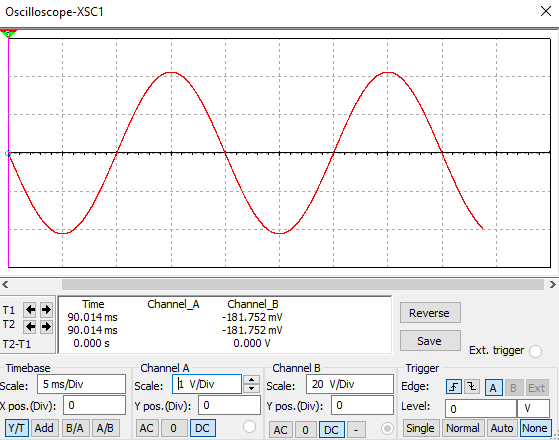 Oscilloscope-XSC1
T1
T2
T2-T1
Time Channel_A Channel_B
90.014 ms -181.752 mV
90.014 ms -181.752 mV
0.000 s 0.000 V
Reverse
Save
Ext. trigger
Timebase
Scale: 5 ms/Div
X pos.(Div): 0
Y/T Add B/A A/B
Channel A
Scale: 1 V/Div
Y pos.(Div): 0
AC 0 DC
Channel B
Scale: 20 V/Div
Y pos.(Div): 0
AC 0 DC -
Trigger
Edge: A B Ext
Level: 0 V
Single Normal Auto None